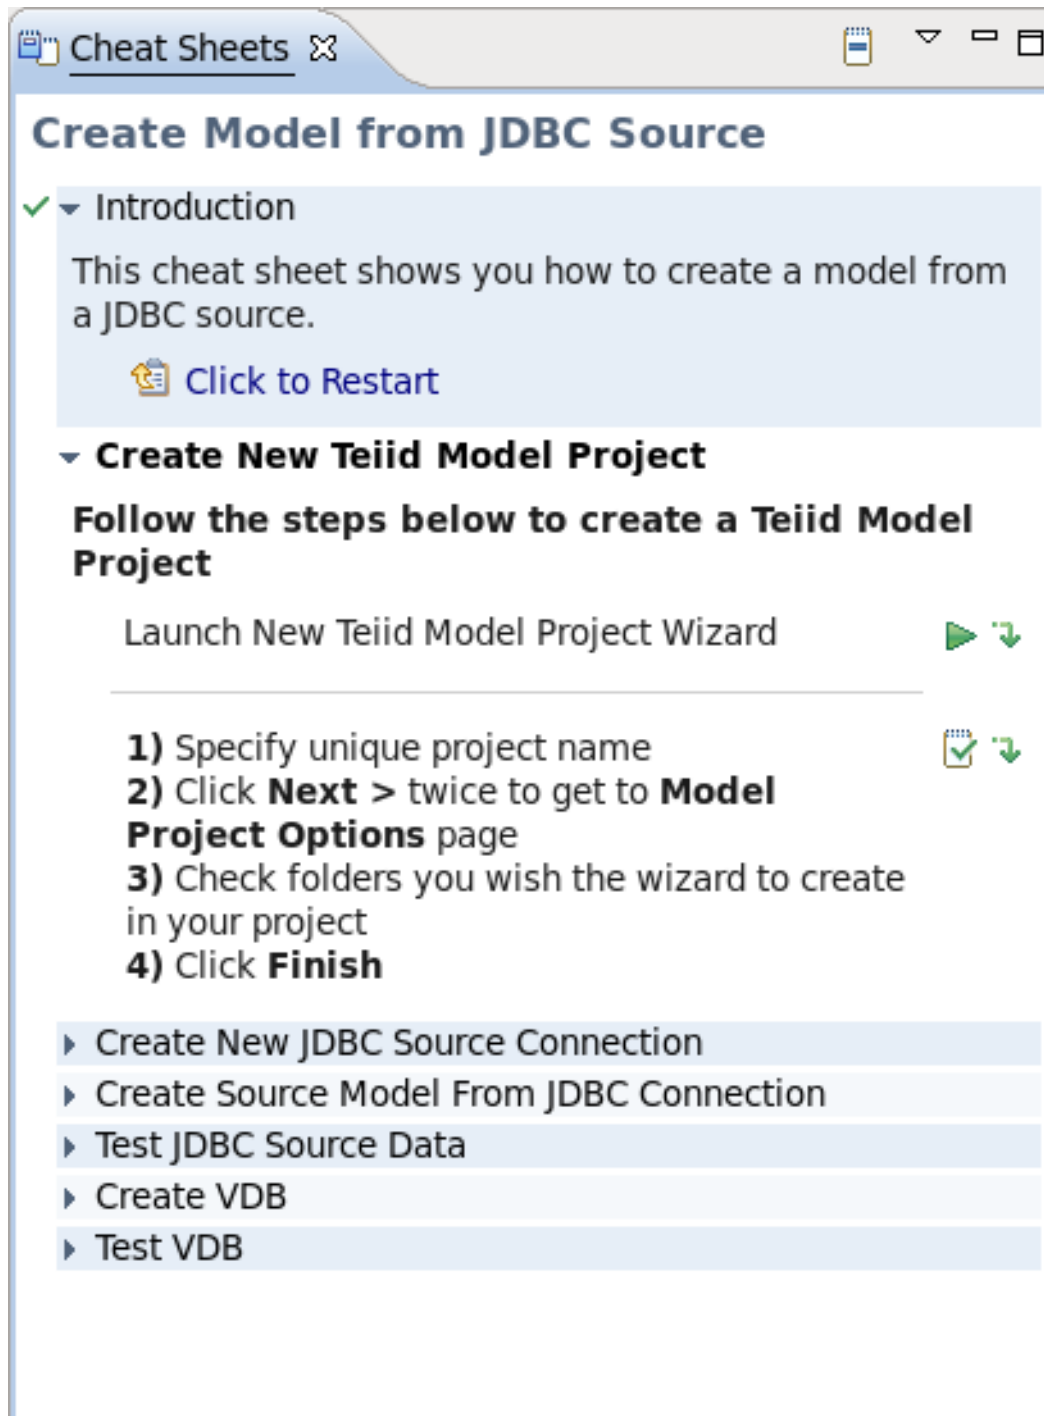 Cheat Sheets
Create Model from JDBC Source
Introduction
This cheat sheet shows you how to create a model from
a JDBC source.
Click to Restart
Create New Teiid Model Project
Follow the steps below to create a Teiid Model
Project
Launch New Teiid Model Project Wizard
1) Specify unique project name
2) Click Next > twice to get to Model
Project Options page
3) Check folders you wish the wizard to create
in your project
4) Click Finish
Create New JDBC Source Connection
Create Source Model From JDBC Connection
Test JDBC Source Data
Create VDB
Test VDB